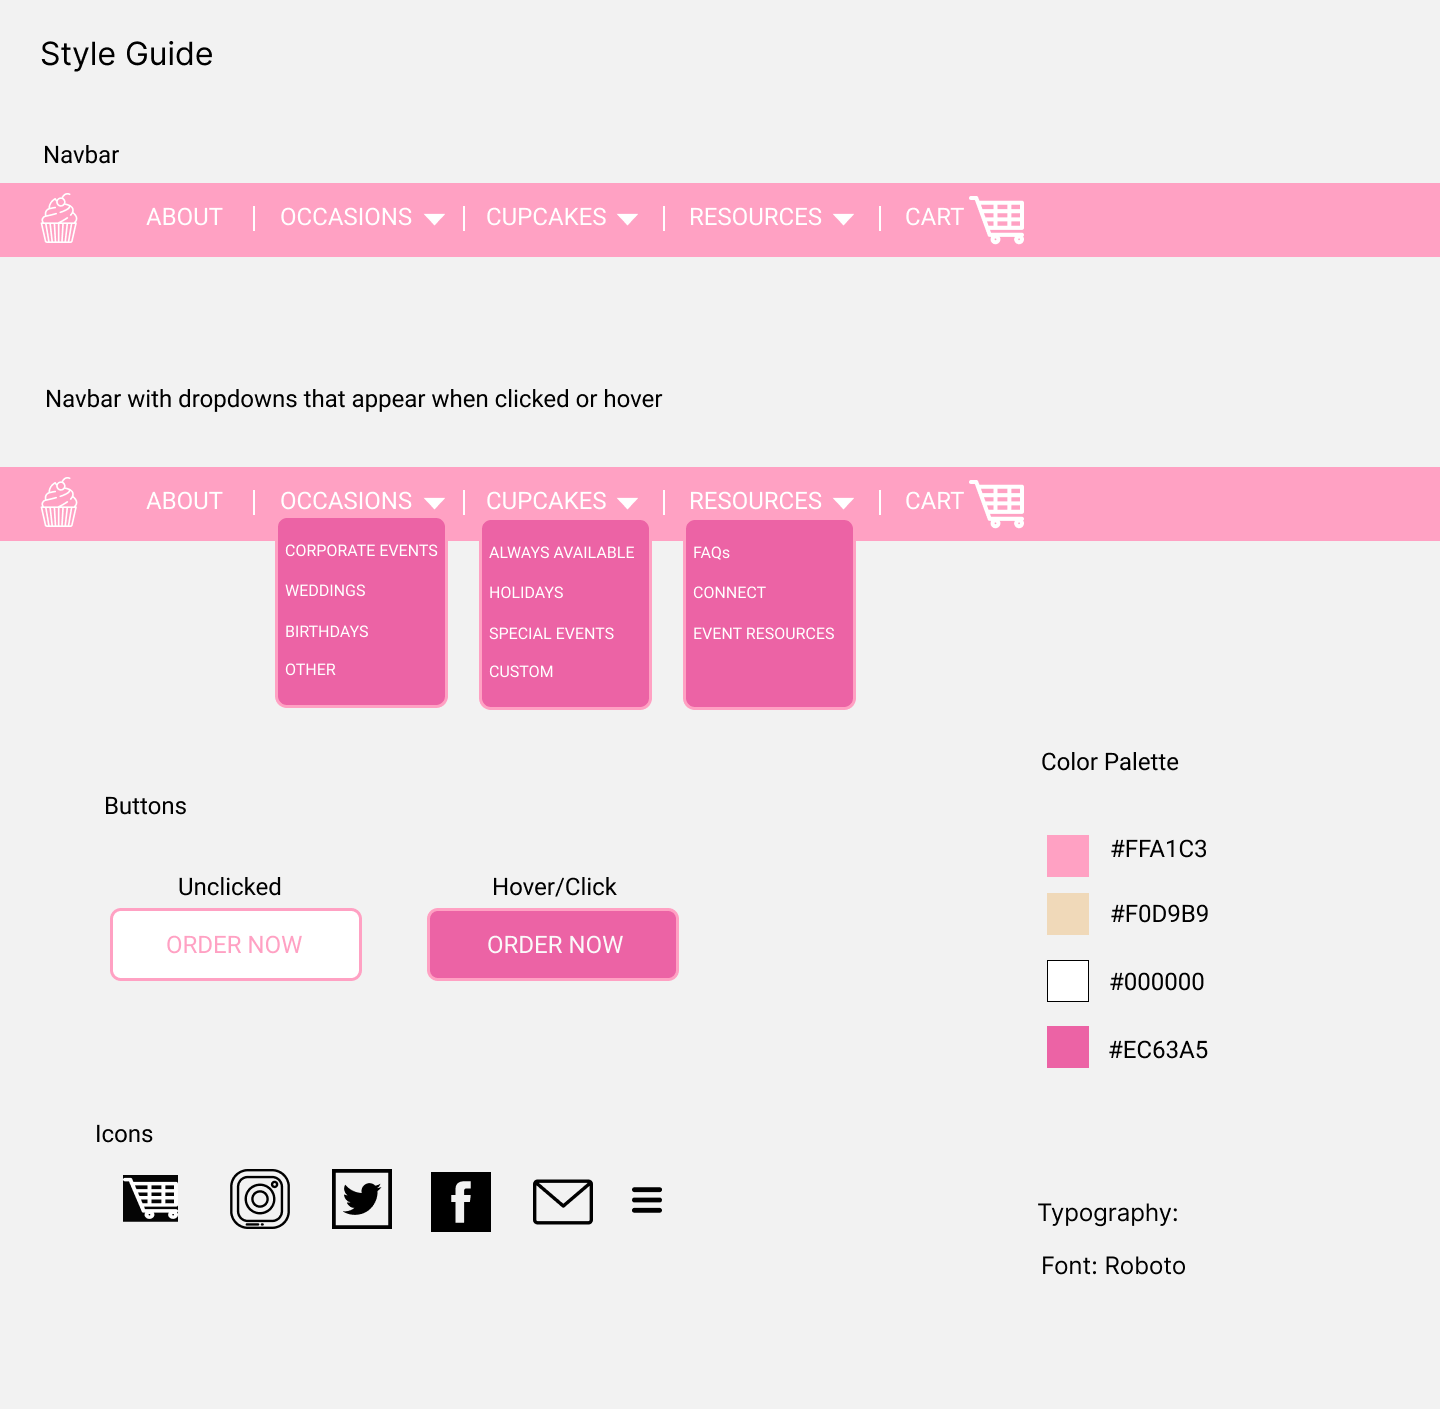 Style Guide
Navbar
ABOUT | OCCASIONS | CUPCAKES | RESOURCES | CART
Navbar with dropdowns that appear when clicked or hover
ABOUT | OCCASIONS | CUPCAKES | RESOURCES | CART
CORPORATE EVENTS
WEDDINGS
BIRTHDAYS
OTHER
ALWAYS AVAILABLE
HOLIDAYS
SPECIAL EVENTS
CUSTOM
FAQs
CONNECT
EVENT RESOURCES
Buttons
Unclicked
ORDER NOW
Hover/Click
ORDER NOW
Color Palette
#FFA1C3
#F0D9B9
#000000
#EC63A5
Icons
Typography:
Font: Roboto